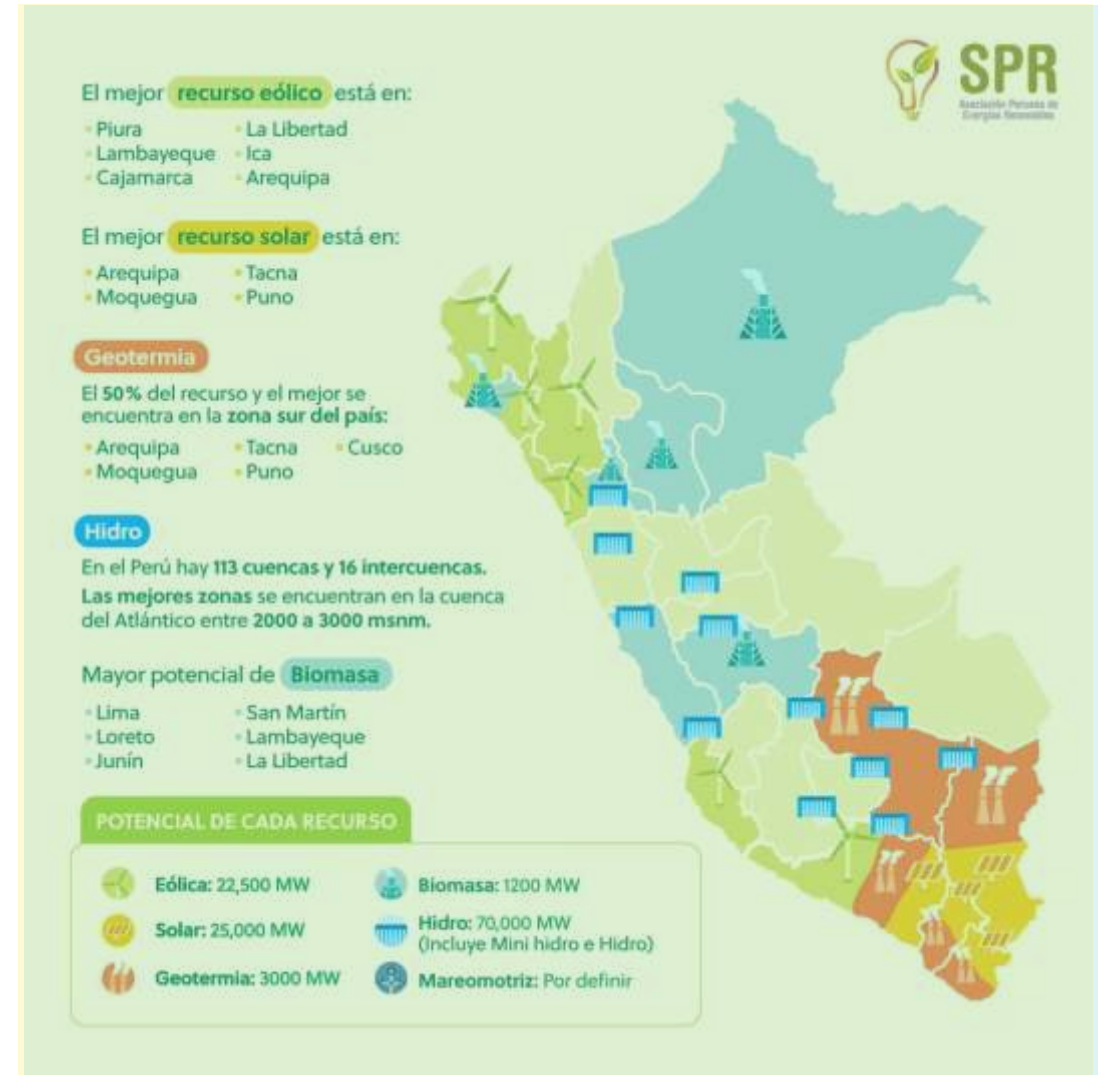 SPR
Asociación Peruana de
Energías Renovables
El mejor recurso eólico está en:
• Piura
• Lambayeque
• Cajamarca
• La Libertad
• Ica
• Arequipa
El mejor recurso solar está en:
• Arequipa
• Moquegua
• Tacna
• Puno
Geotermia
El 50% del recurso y el mejor se
encuentra en la zona sur del país:
• Arequipa
• Moquegua
• Tacna
• Puno
• Cusco
Hidro
En el Perú hay 113 cuencas y 16 intercuencas.
Las mejores zonas se encuentran en la cuenca
del Atlántico entre 2000 a 3000 msnm.
Mayor potencial de Biomasa
• Lima
• Loreto
• Junín
• San Martín
• Lambayeque
• La Libertad
POTENCIAL DE CADA RECURSO
Eólica: 22,500 MW
Solar: 25,000 MW
Geotermia: 3000 MW
Biomasa: 1200 MW
Hidro: 70,000 MW
(Incluye Mini hidro e Hidro)
Mareomotriz: Por definir